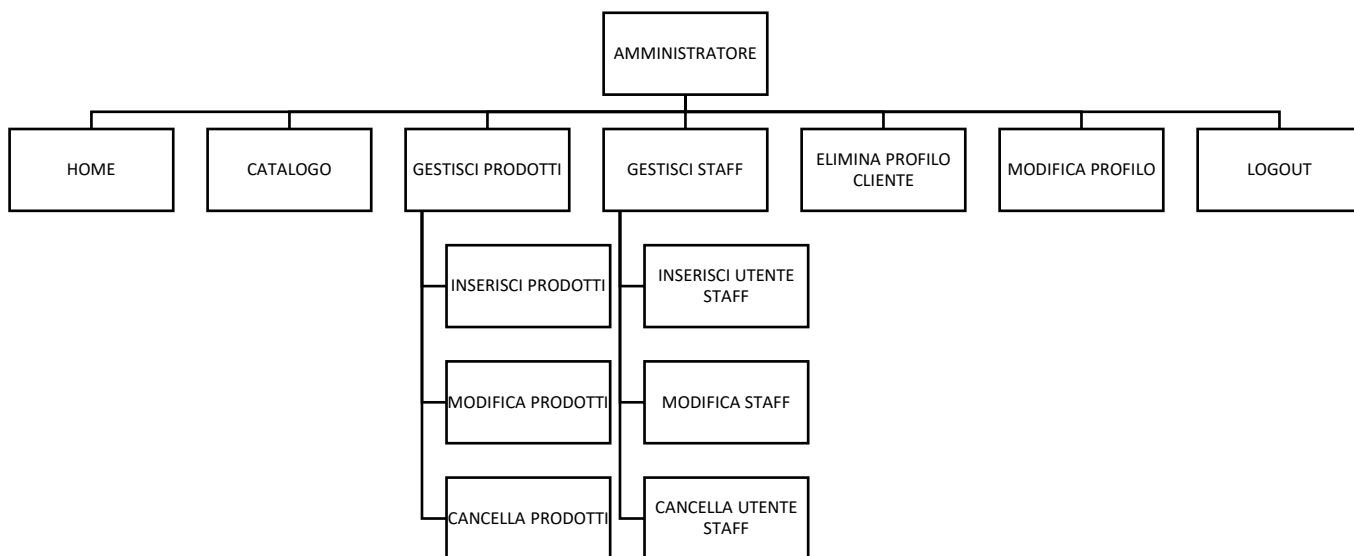 AMMINISTRATORE
HOME
CATALOGO
GESTISCI PRODOTTI
GESTISCI STAFF
ELIMINA PROFILO
CLIENTE
MODIFICA PROFILO
LOGOUT
INSERISCI PRODOTTI
MODIFICA PRODOTTI
CANCELLA PRODOTTI
INSERISCI UTENTE
STAFF
MODIFICA STAFF
CANCELLA UTENTE
STAFF